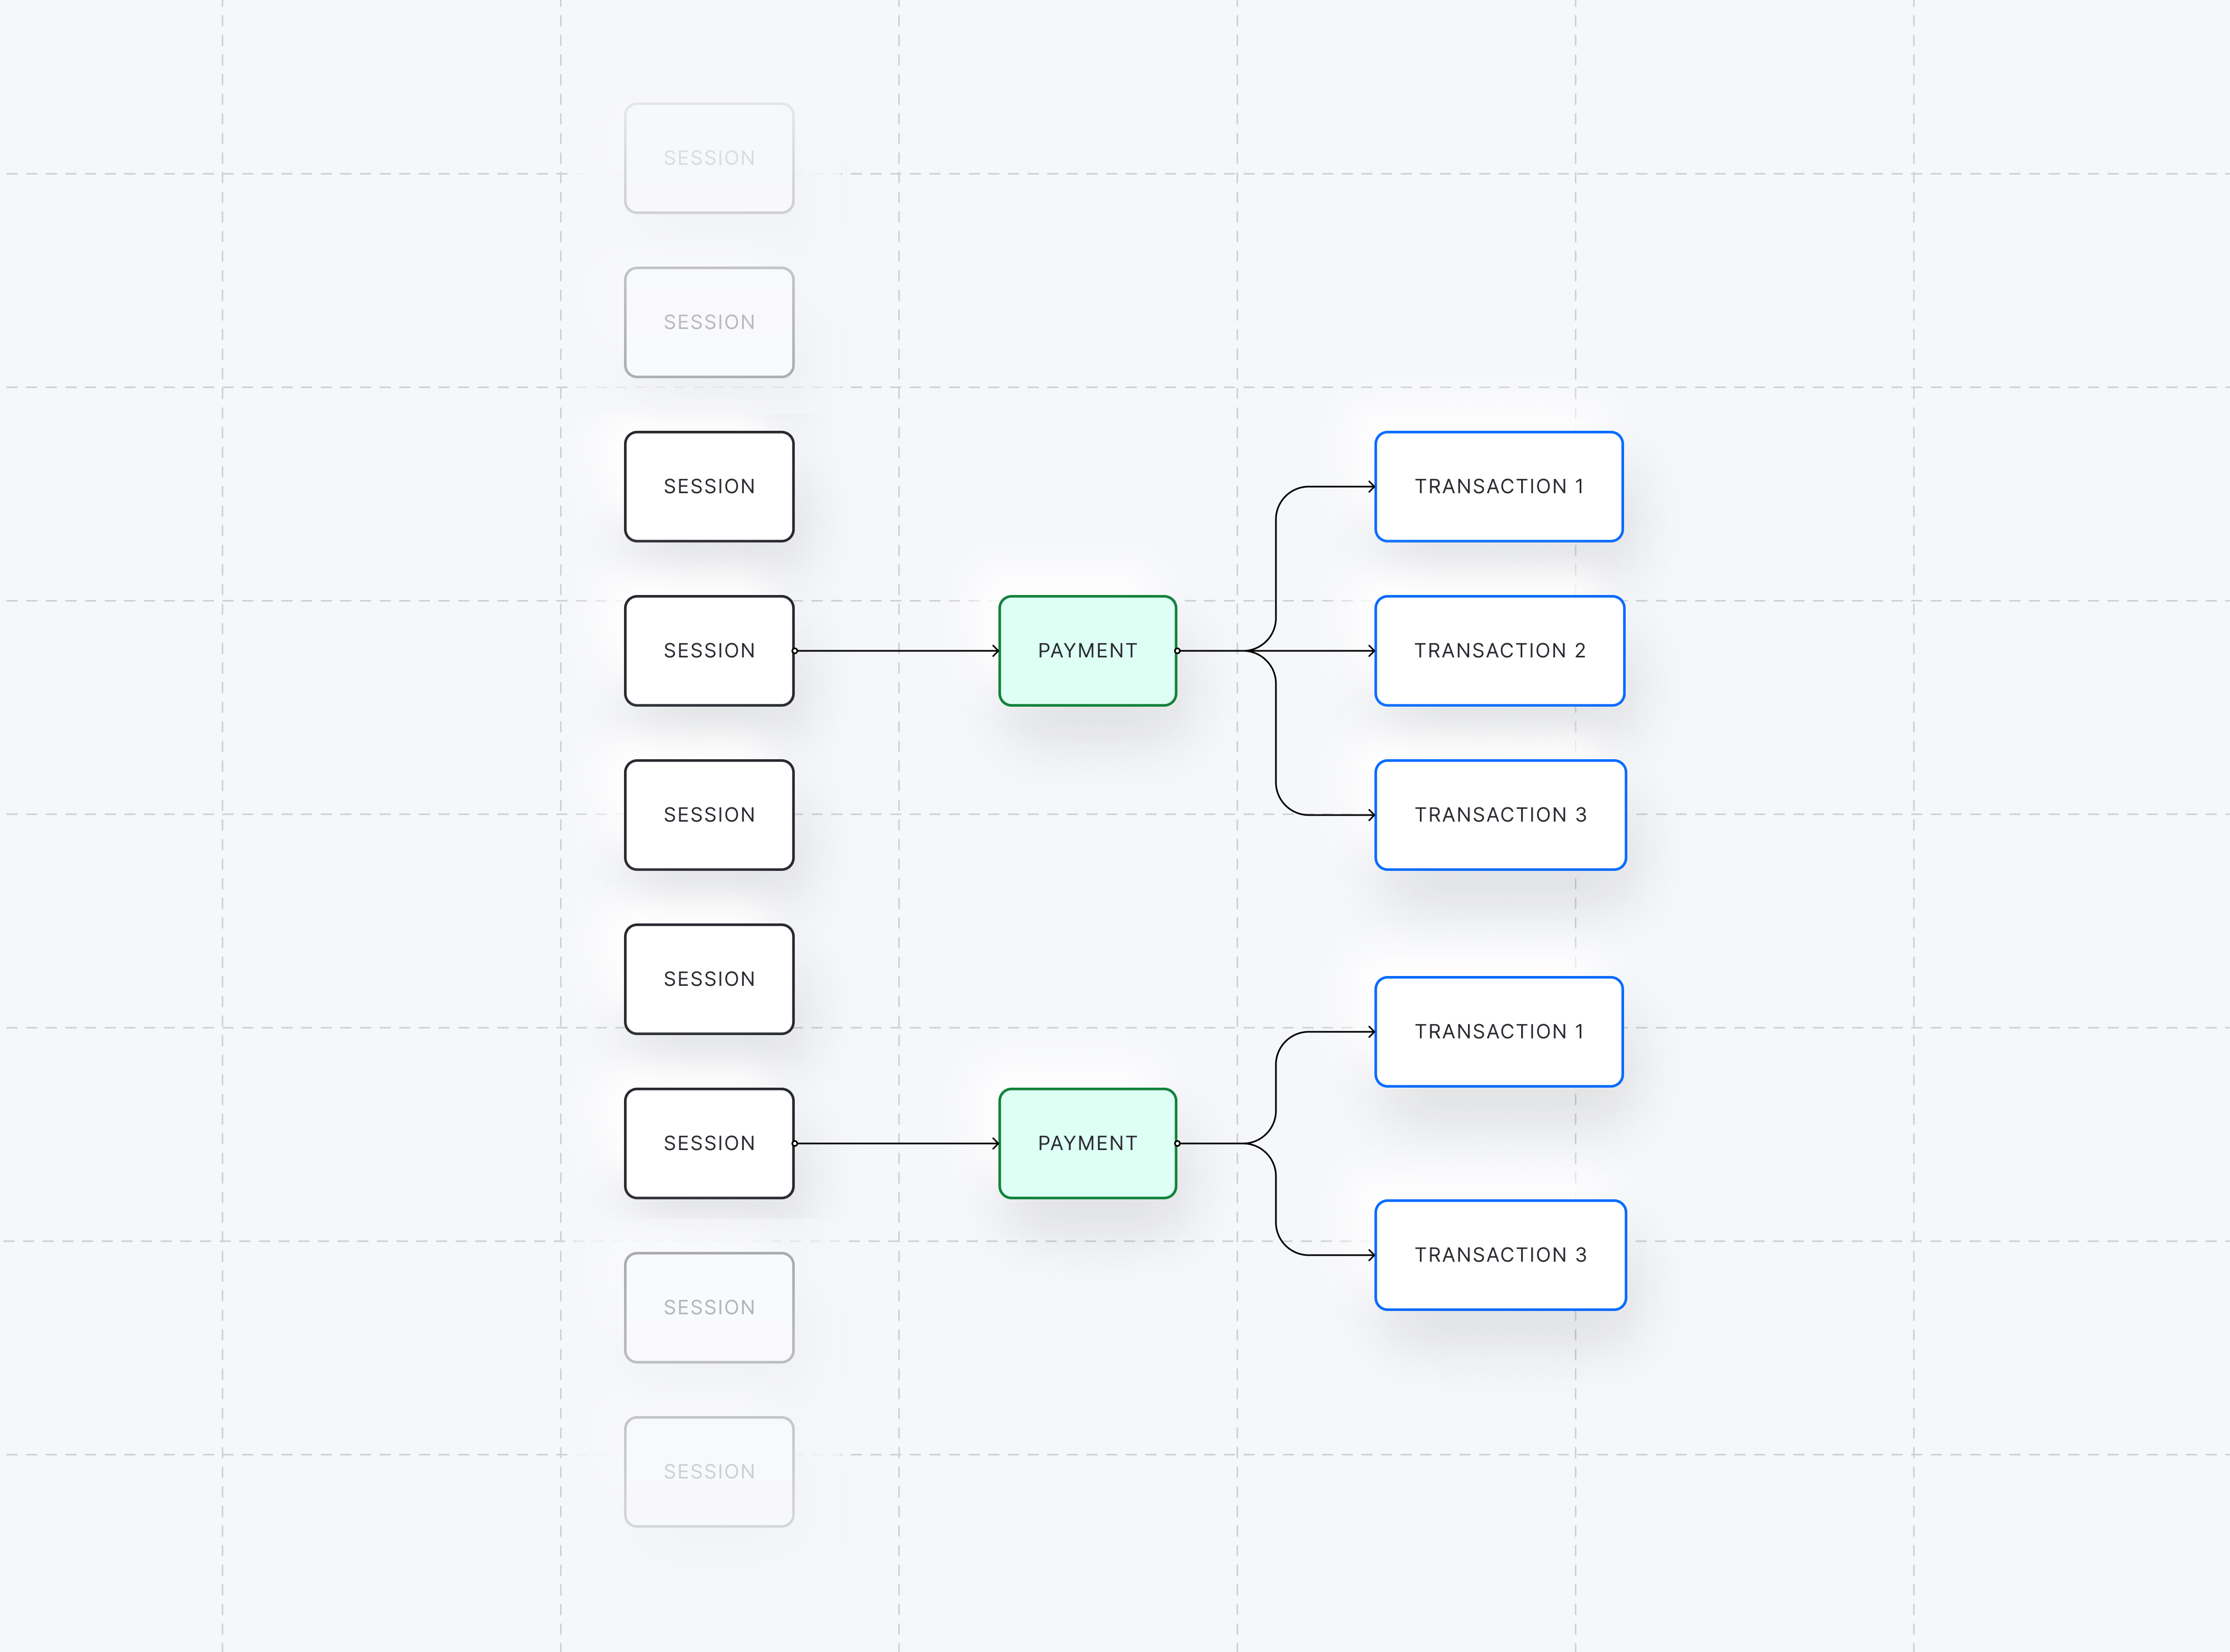 SESSION
SESSION
SESSION
TRANSACTION 1
SESSION
PAYMENT
TRANSACTION 2
SESSION
TRANSACTION 3
SESSION
TRANSACTION 1
SESSION
PAYMENT
TRANSACTION 3
SESSION
SESSION